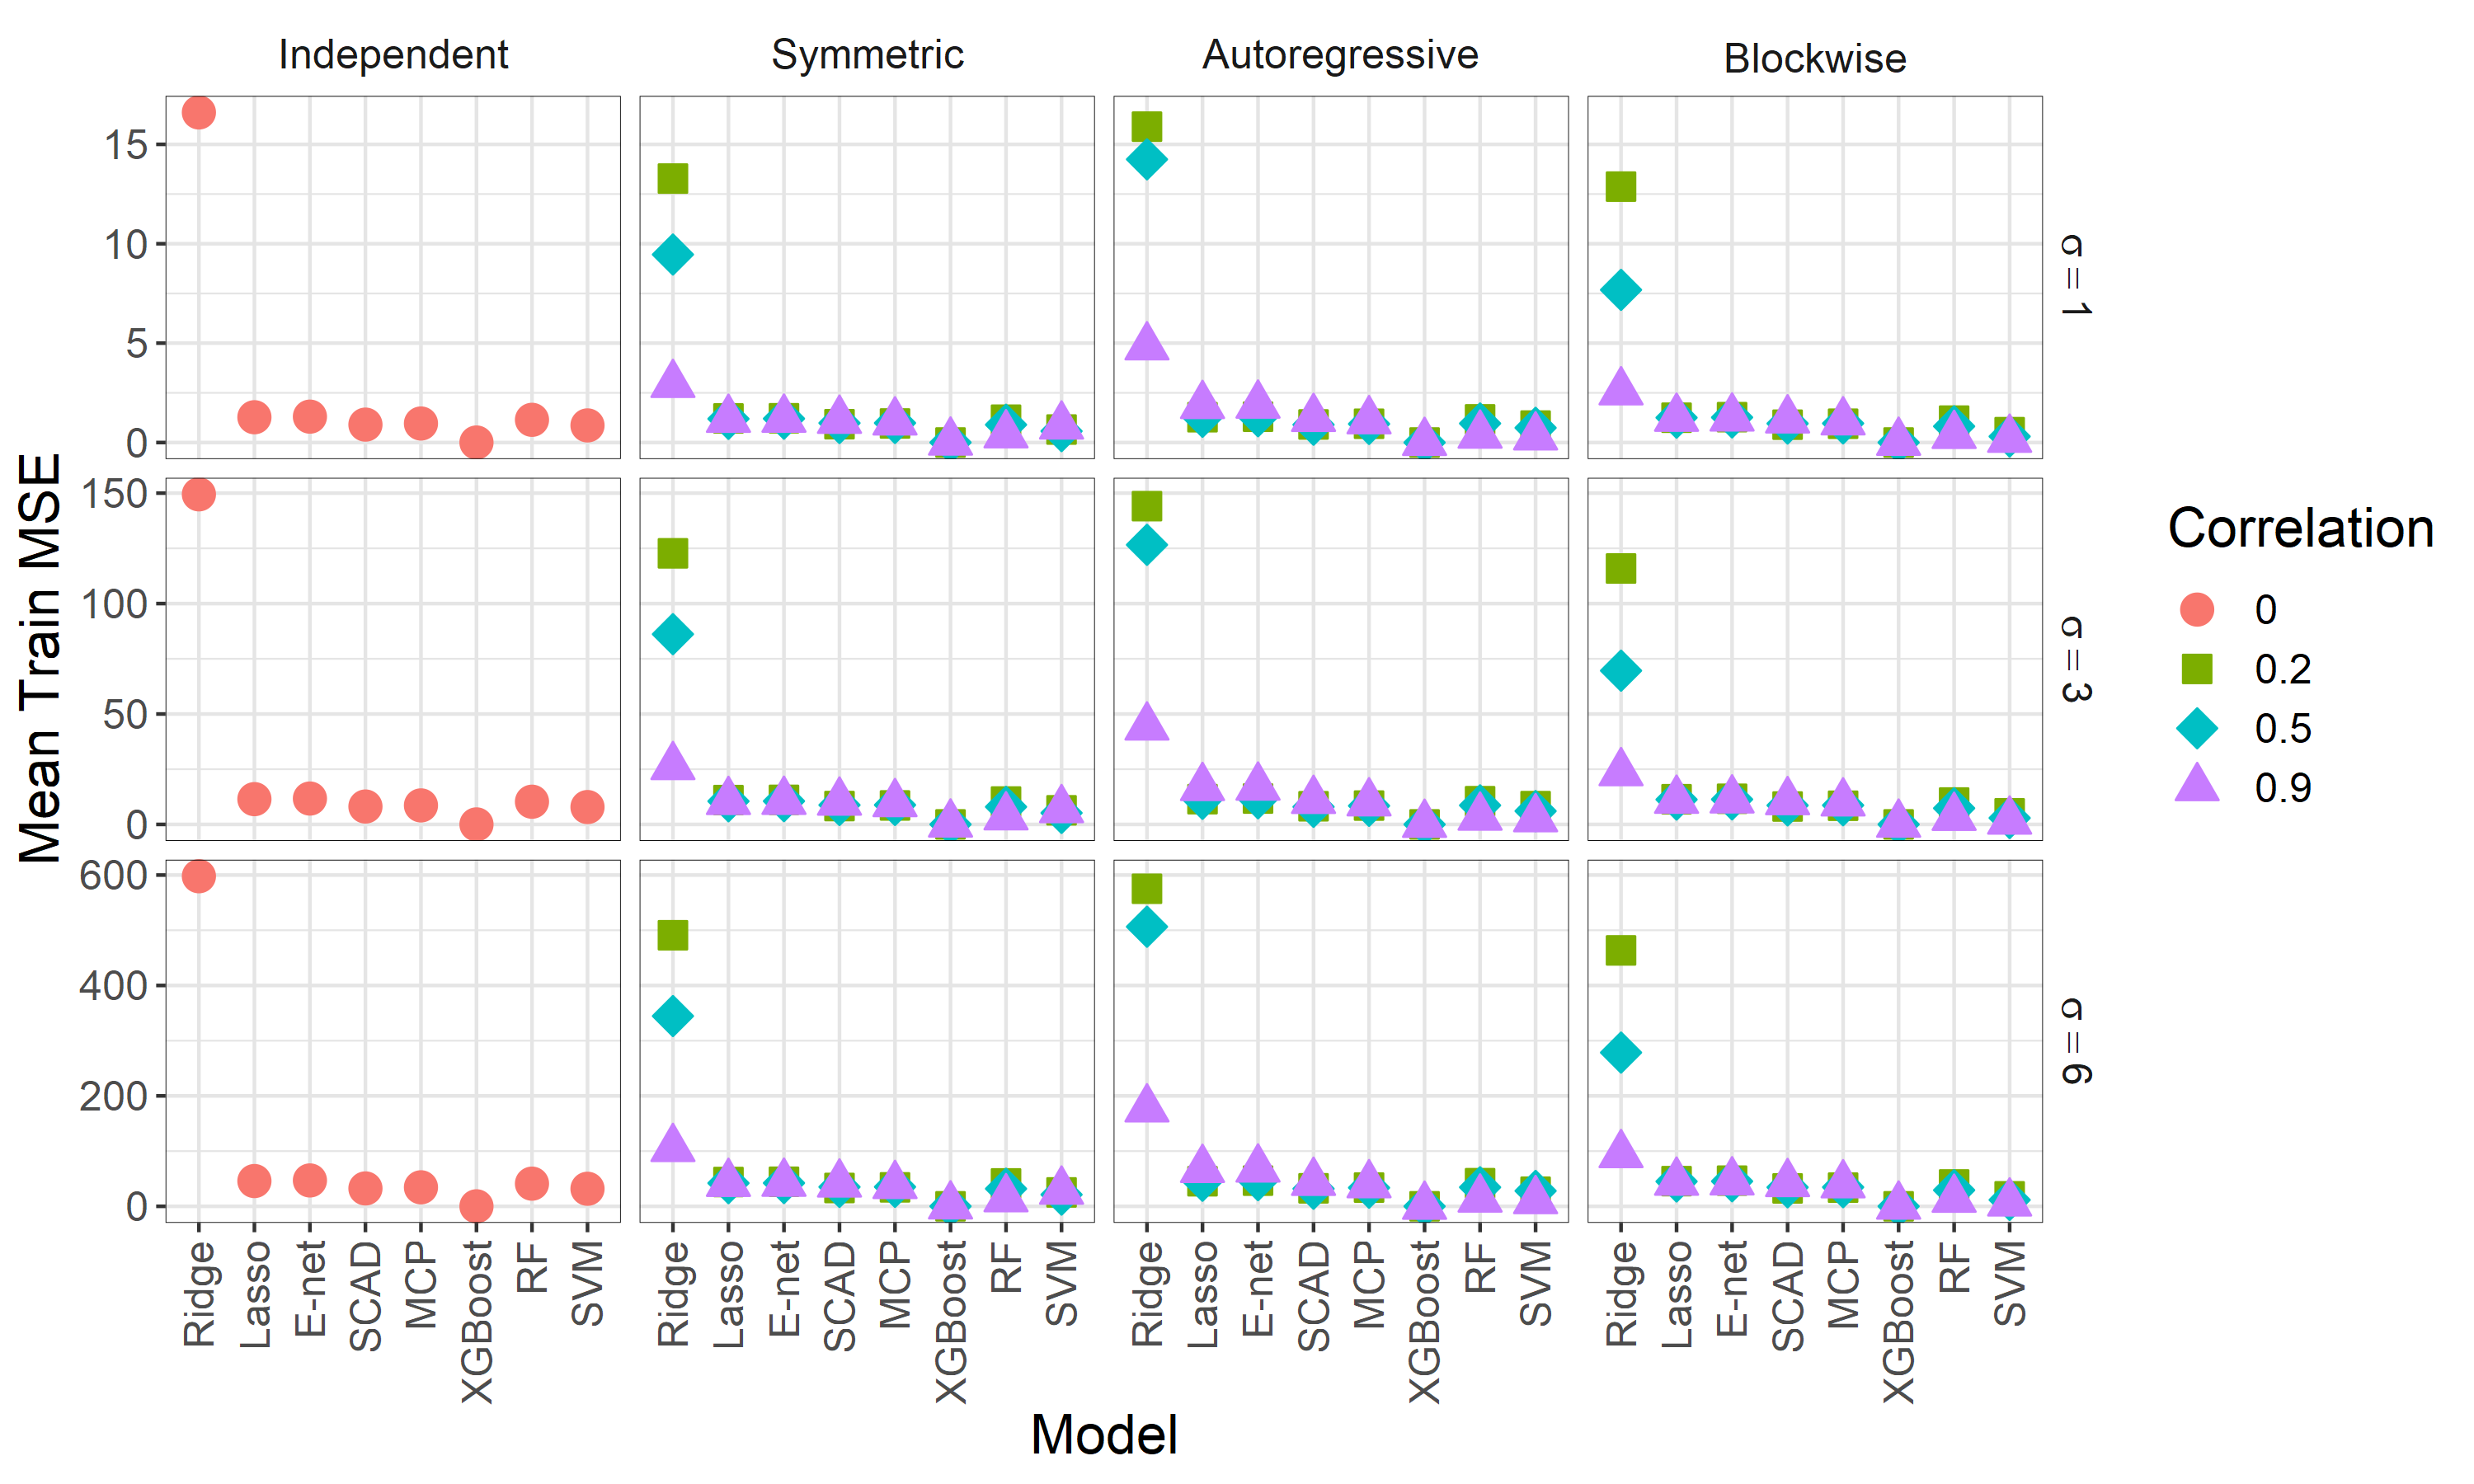 Independent
Symmetric
Autoregressive
Blockwise
15
10
5
0
σ = 1
150
100
50
0
σ = 3
600
400
200
0
σ = 6
Mean Train MSE
Ridge
Lasso
E-net
SCAD
MCP
XGBoost
RF
SVM
Ridge
Lasso
E-net
SCAD
MCP
XGBoost
RF
SVM
Ridge
Lasso
E-net
SCAD
MCP
XGBoost
RF
SVM
Ridge
Lasso
E-net
SCAD
MCP
XGBoost
RF
SVM
Model
Correlation
0
0.2
0.5
0.9